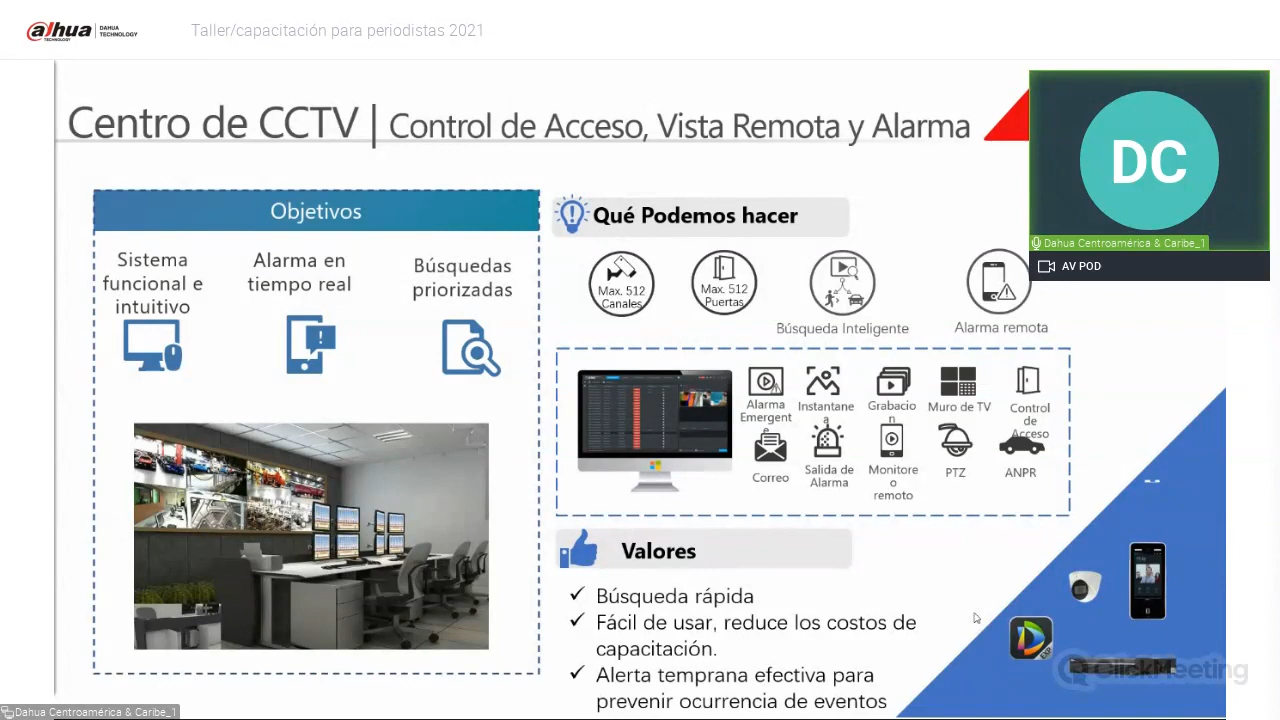 alhua
TECHNOLOGY
DAHUA
TECHNOLOGY
Taller/capacitación para periodistas 2021
Centro de CCTV | Control de Acceso, Vista Remota y Alarma
DC
Dahua Centroamérica & Caribe_1
AV POD
Objetivos
Sistema
funcional e
intuitivo
Alarma en
tiempo real
Búsquedas
priorizadas
Qué Podemos hacer
Max. 512
Canales
Max. 512
Puertas
Búsqueda Inteligente
Alarma remota
Alarma
Emergent
e
Instantane
a
Grabacio
n
Muro de TV
Control
de
Acceso
Correo
Salida de
Alarma
Monitore
o
remoto
PTZ
ANPR
Valores
✓ Búsqueda rápida
✓ Fácil de usar, reduce los costos de
capacitación.
✓ Alerta temprana efectiva para
prevenir ocurrencia de eventos
EXP
ClickMeeting
Dahua Centroamérica & Caribe_1